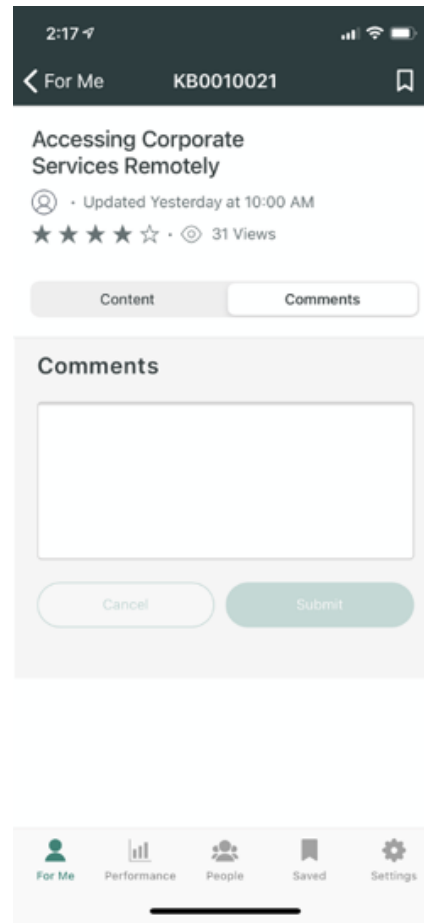 2:17
For Me KB0010021
Accessing Corporate
Services Remotely
· Updated Yesterday at 10:00 AM
· 31 Views
Content Comments
Comments
Cancel Submit
For Me Performance People Saved Settings